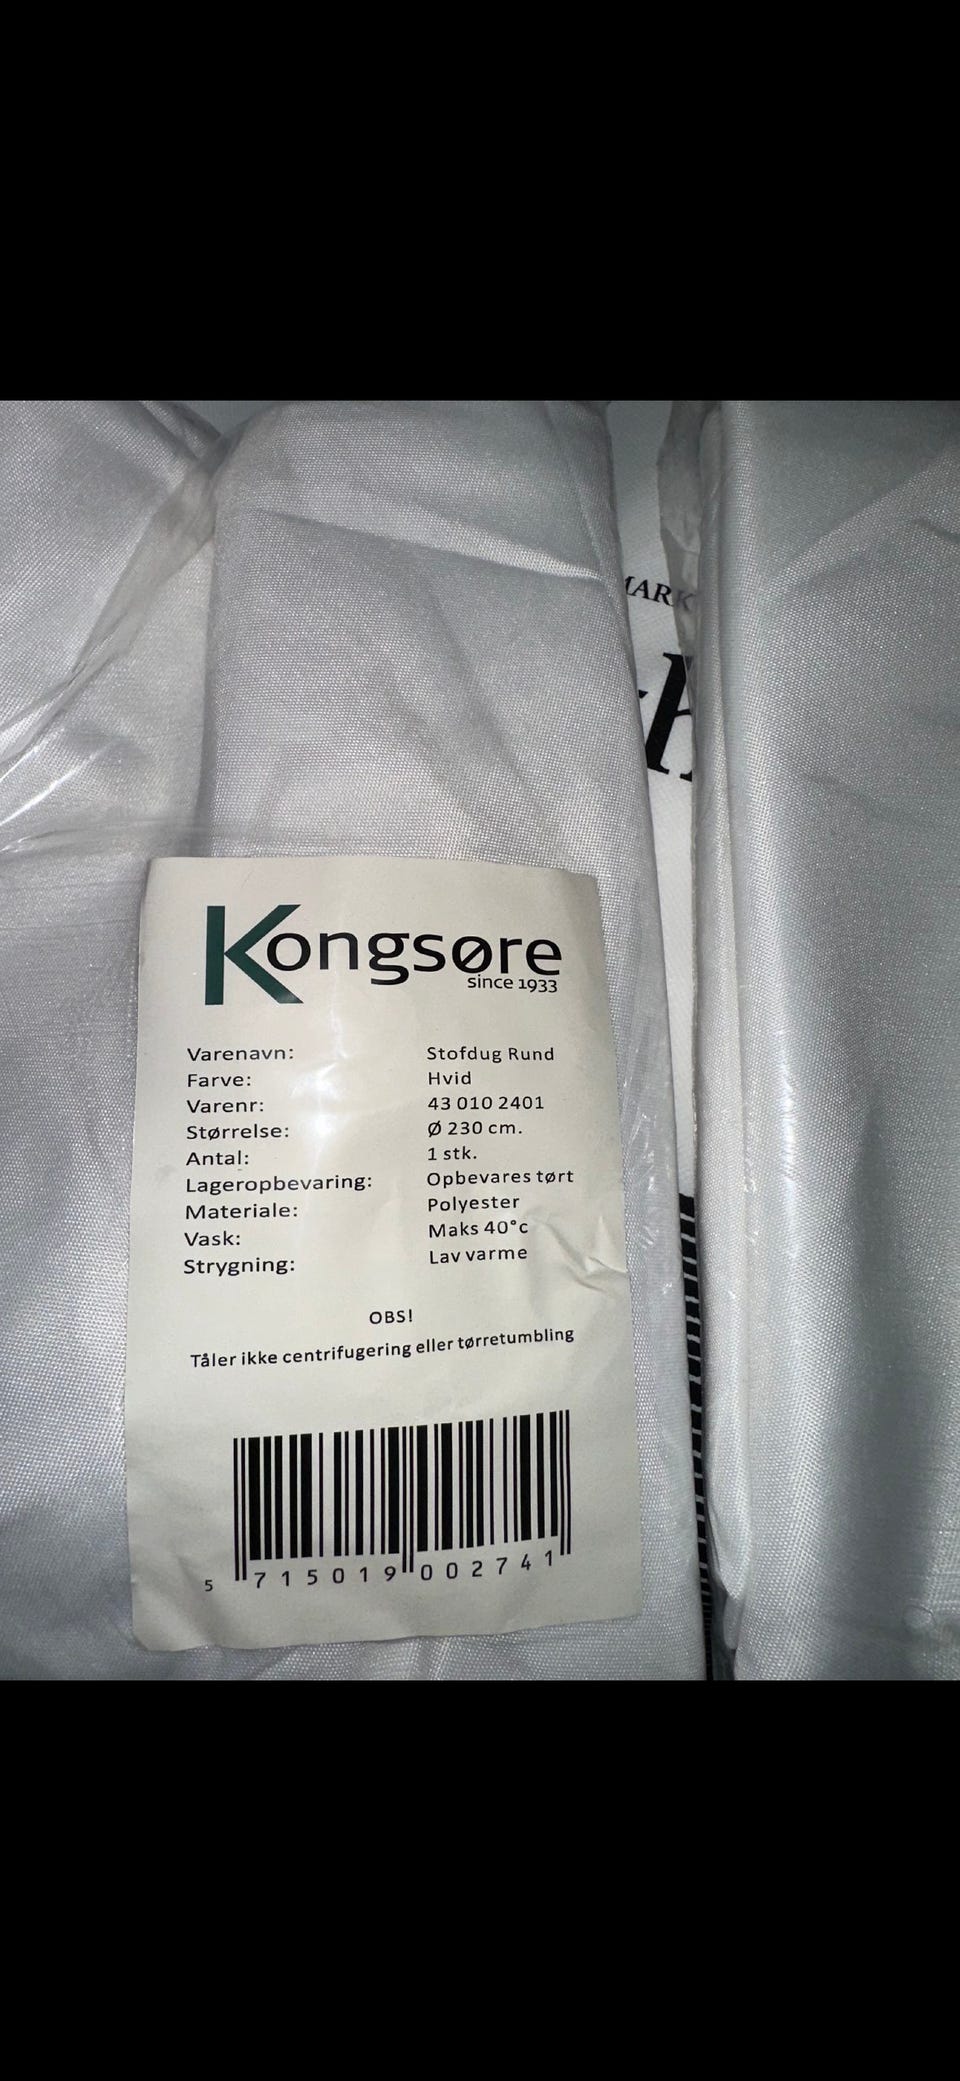 Kongsøre
since 1933
Varenavn: Stofdug Rund
Farve: Hvid
Varenr: 43 010 2401
Størrelse: Ø 230 cm.
Antal: 1 stk.
Lageropbevaring: Opbevares tørt
Materiale: Polyester
Vask: Maks 40°c
Strygning: Lav varme
OBS!
Tåler ikke centrifugering eller tørretumbling
5 715019 002741